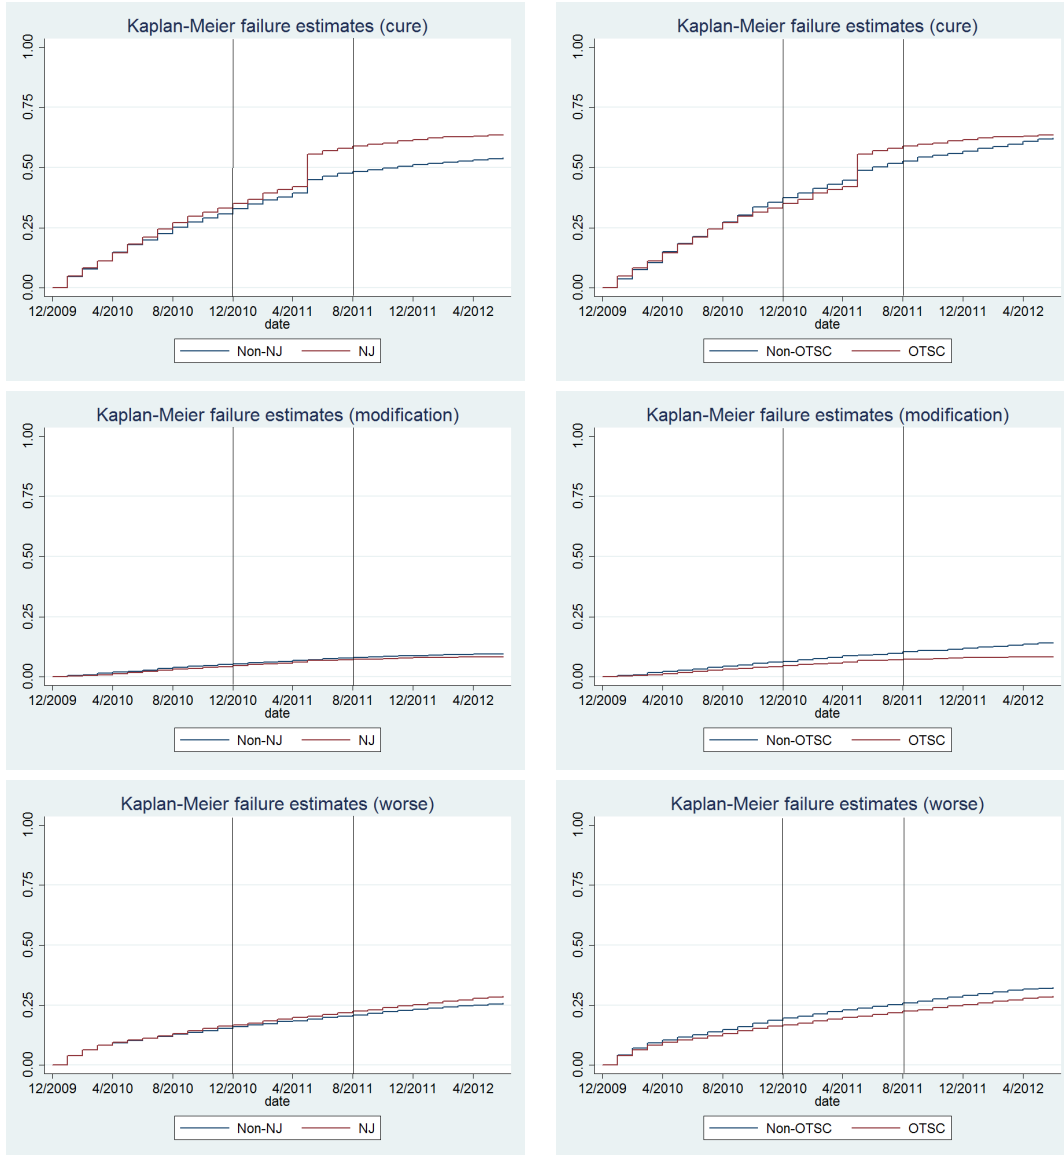 Kaplan-Meier failure estimates (cure)
1.00
0.75
0.50
0.25
0.00
12/2009 4/2010 8/2010 12/2010 4/2011 8/2011 12/2011 4/2012
date
Non-NJ NJ
Kaplan-Meier failure estimates (cure)
1.00
0.75
0.50
0.25
0.00
12/2009 4/2010 8/2010 12/2010 4/2011 8/2011 12/2011 4/2012
date
Non-OTSC OTSC
Kaplan-Meier failure estimates (modification)
1.00
0.75
0.50
0.25
0.00
12/2009 4/2010 8/2010 12/2010 4/2011 8/2011 12/2011 4/2012
date
Non-NJ NJ
Kaplan-Meier failure estimates (modification)
1.00
0.75
0.50
0.25
0.00
12/2009 4/2010 8/2010 12/2010 4/2011 8/2011 12/2011 4/2012
date
Non-OTSC OTSC
Kaplan-Meier failure estimates (worse)
1.00
0.75
0.50
0.25
0.00
12/2009 4/2010 8/2010 12/2010 4/2011 8/2011 12/2011 4/2012
date
Non-NJ NJ
Kaplan-Meier failure estimates (worse)
1.00
0.75
0.50
0.25
0.00
12/2009 4/2010 8/2010 12/2010 4/2011 8/2011 12/2011 4/2012
date
Non-OTSC OTSC